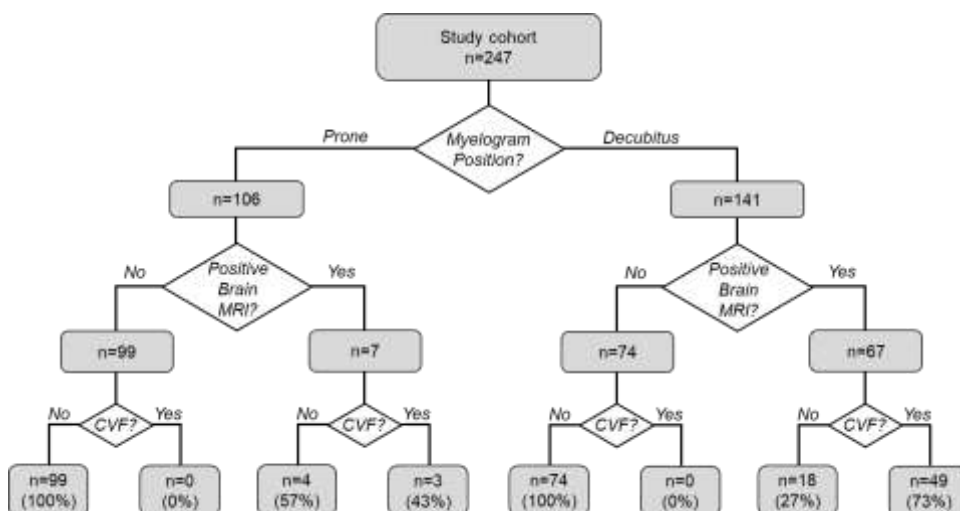 Study cohort
n=247
Prone
Myelogram
Position?
Decubitus
n=106
n=141
No
Positive
Brain
MRI?
Yes
No
Positive
Brain
MRI?
Yes
n=99
n=7
n=74
n=67
No
CVF?
Yes
No
CVF?
Yes
No
CVF?
Yes
No
CVF?
Yes
n=99
(100%)
n=0
(0%)
n=4
(57%)
n=3
(43%)
n=74
(100%)
n=0
(0%)
n=18
(27%)
n=49
(73%)